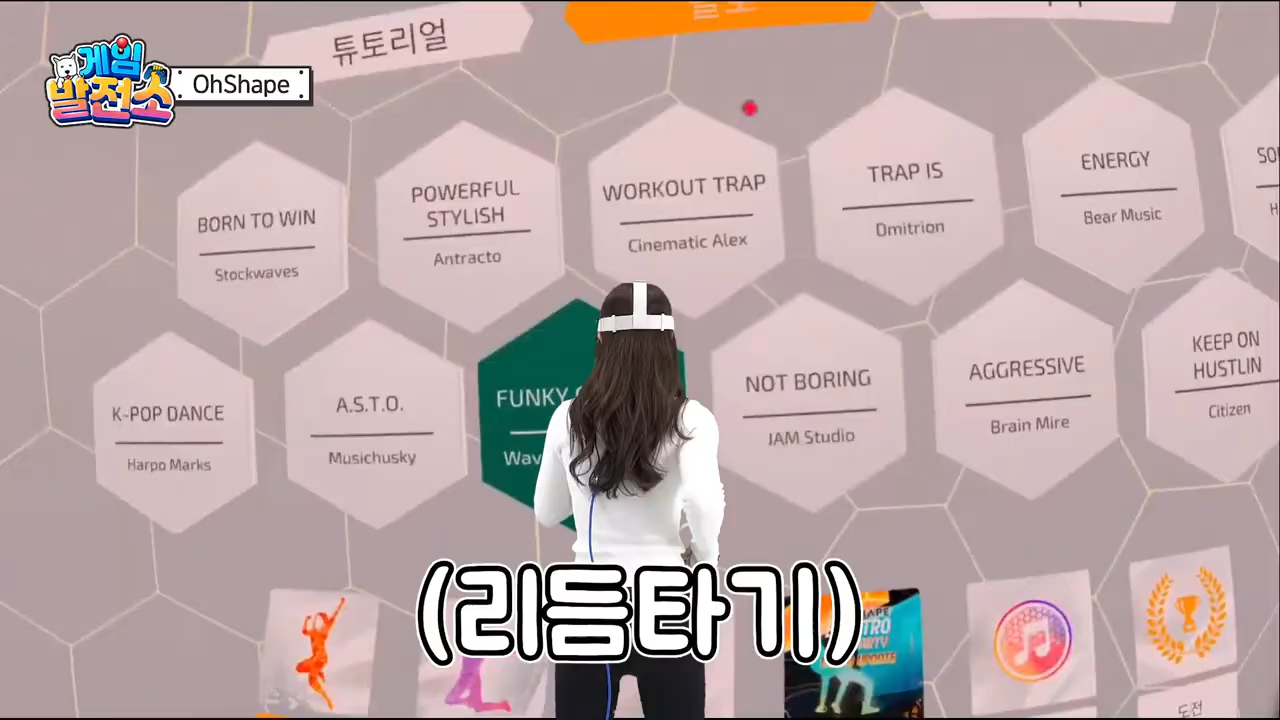 튜토리얼
게임
발전소
OhShape
BORN TO WIN
Stockwaves
POWERFUL
STYLISH
Antracto
WORKOUT TRAP
Cinematic Alex
TRAP IS
Dmitrion
ENERGY
Bear Music
K-POP DANCE
Harpo Marks
A.S.T.O.
Musichusky
FUNKY
NOT BORING
JAM Studio
AGGRESSIVE
Brain Mire
KEEP ON
HUSTLIN
Citizen
(리듬타기)
도전